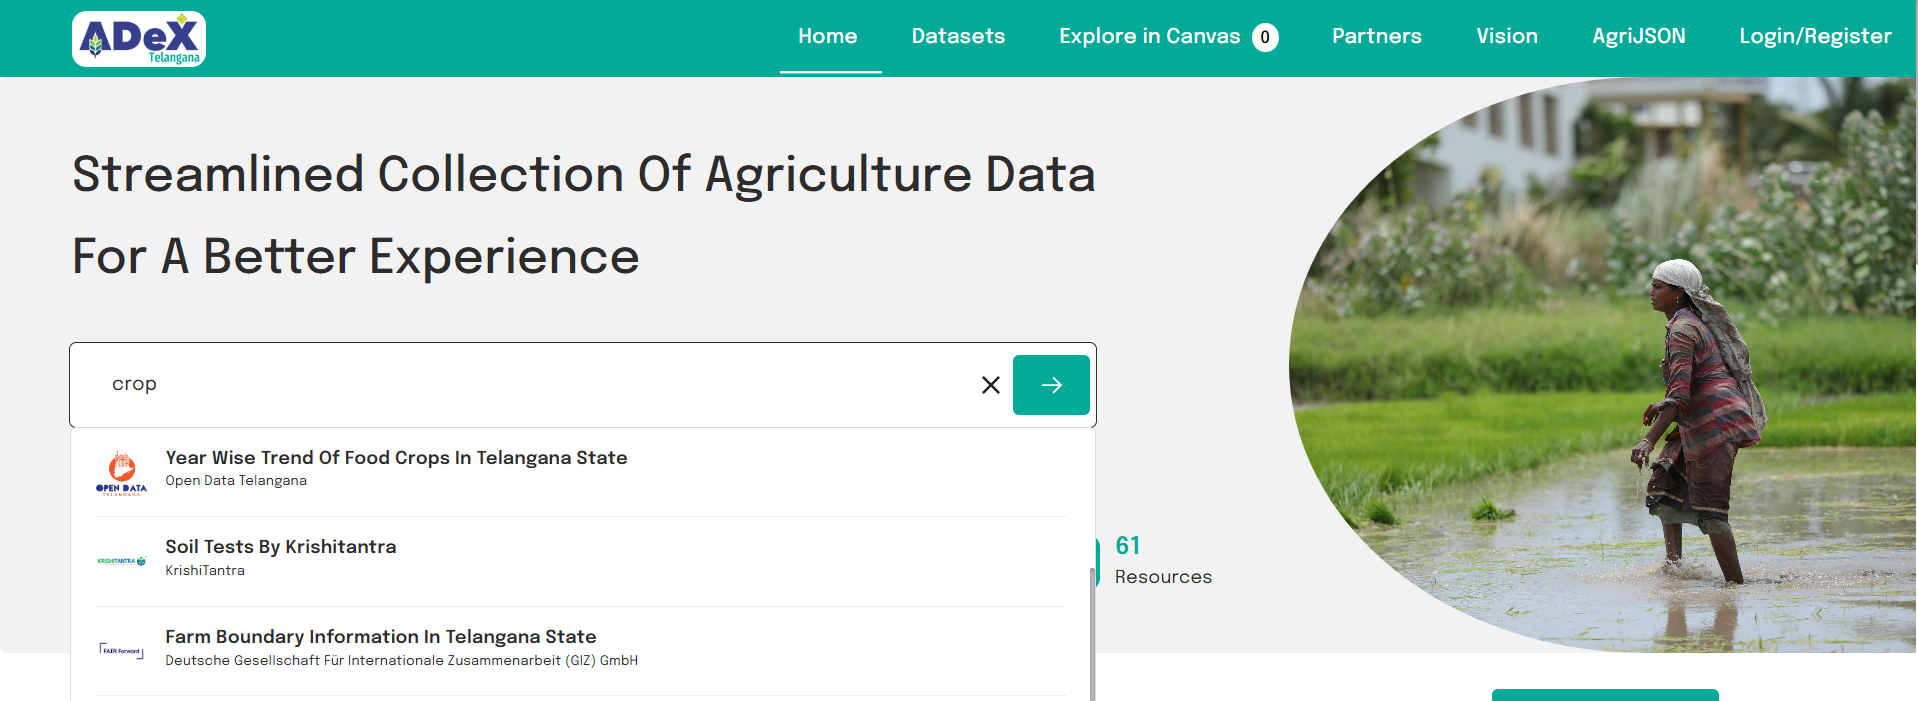 ADeX
Telangana
Home
Datasets
Explore in Canvas 0
Partners
Vision
AgriJSON
Login/Register
Streamlined Collection Of Agriculture Data
For A Better Experience
crop
OPEN DATA
TELANGANA
Year Wise Trend Of Food Crops In Telangana State
Open Data Telangana
KRISHITANTRA
Soil Tests By Krishitantra
KrishiTantra
FAIR Forward
Farm Boundary Information In Telangana State
Deutsche Gesellschaft Für Internationale Zusammenarbeit (GIZ) GmbH
61
Resources